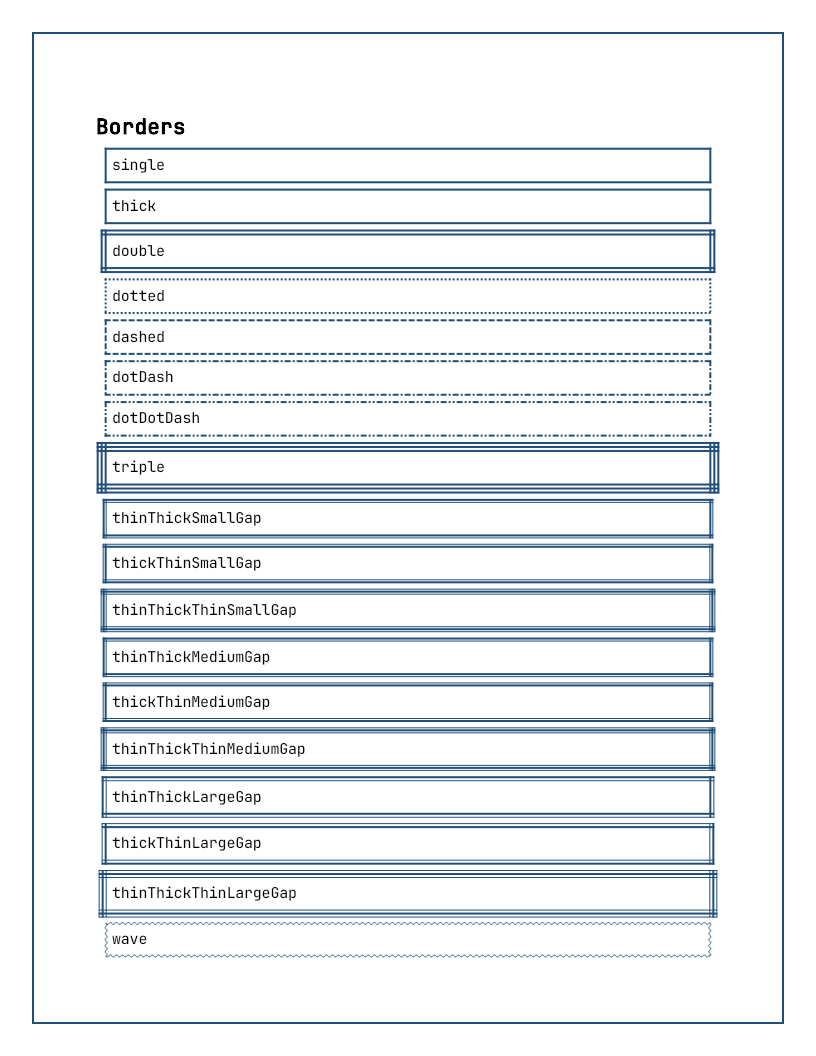 Borders
single
thick
double
dotted
dashed
dotDash
dotDotDash
triple
thinThickSmallGap
thickThinSmallGap
thinThickThinSmallGap
thinThickMediumGap
thickThinMediumGap
thinThickThinMediumGap
thinThickLargeGap
thickThinLargeGap
thinThickThinLargeGap
wave